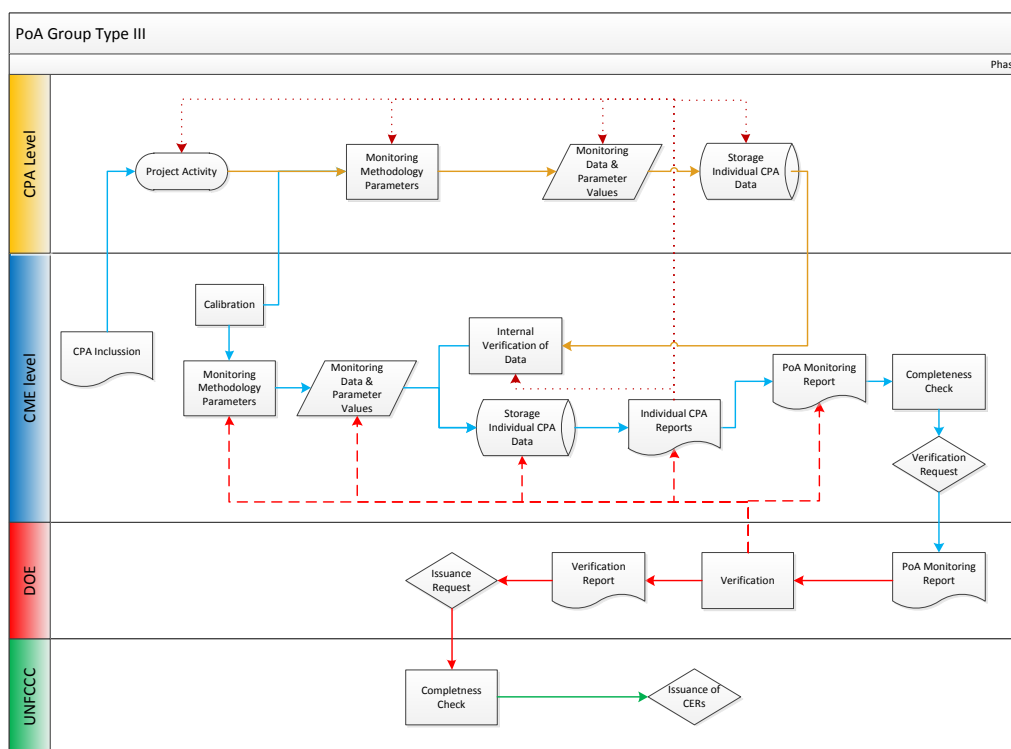 PoA Group Type III
Phas
CPA Level
Project Activity
Monitoring
Methodology
Parameters
Monitoring
Data &
Parameter
Values
Storage
Individual CPA
Data
CME level
CPA Inclussion
Calibration
Monitoring
Methodology
Parameters
Monitoring
Data &
Parameter
Values
Internal
Verification of
Data
Storage
Individual CPA
Data
Individual CPA
Reports
PoA Monitoring
Report
Completeness
Check
Verification
Request
DOE
Issuance
Request
Verification
Report
Verification
PoA Monitoring
Report
UNFCCC
Completness
Check
Issuance of
CERs